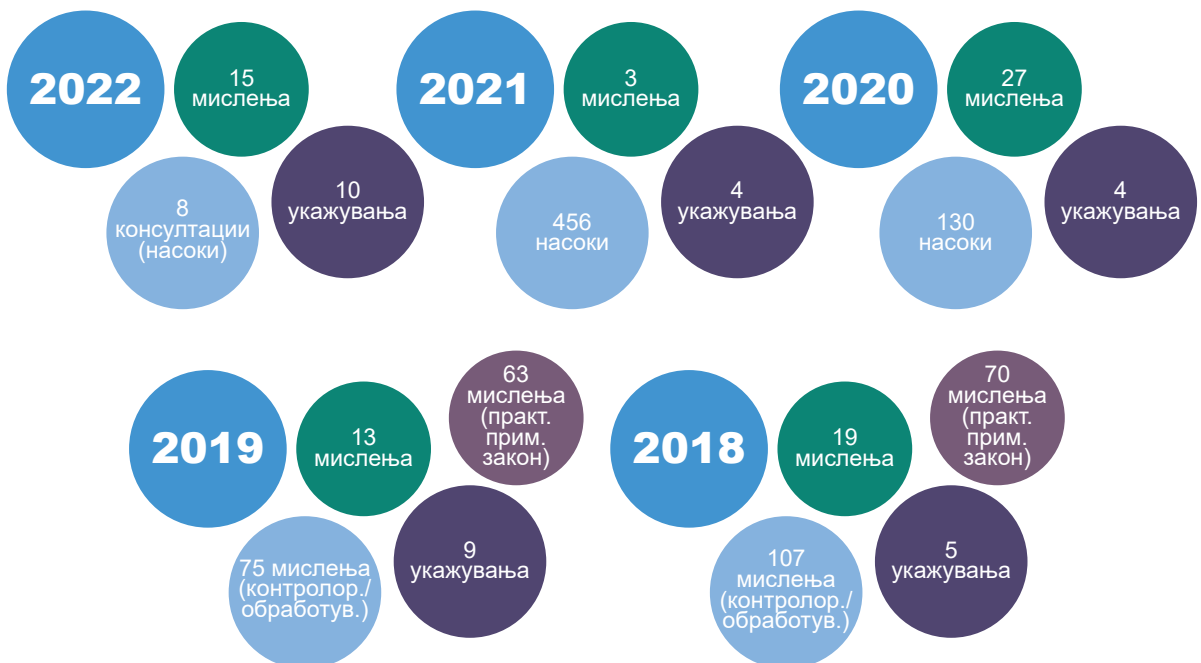 2022
15
мислења
8
консултации
(насоки)
10
укажувања
2021
3
мислења
456
насоки
4
укажувања
2020
27
мислења
130
насоки
4
укажувања
2019
13
мислења
63
мислења
(практ.
прим.
закон)
75 мислења
(контролор./
обработув.)
9
укажувања
2018
19
мислења
70
мислења
(практ.
прим.
закон)
107
мислења
(контролор./
обработув.)
5
укажувања